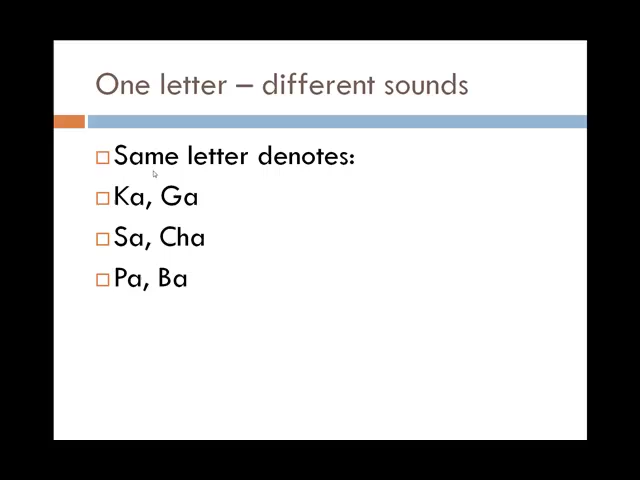 One letter – different sounds
Same letter denotes:
Ka, Ga
Sa, Cha
Pa, Ba